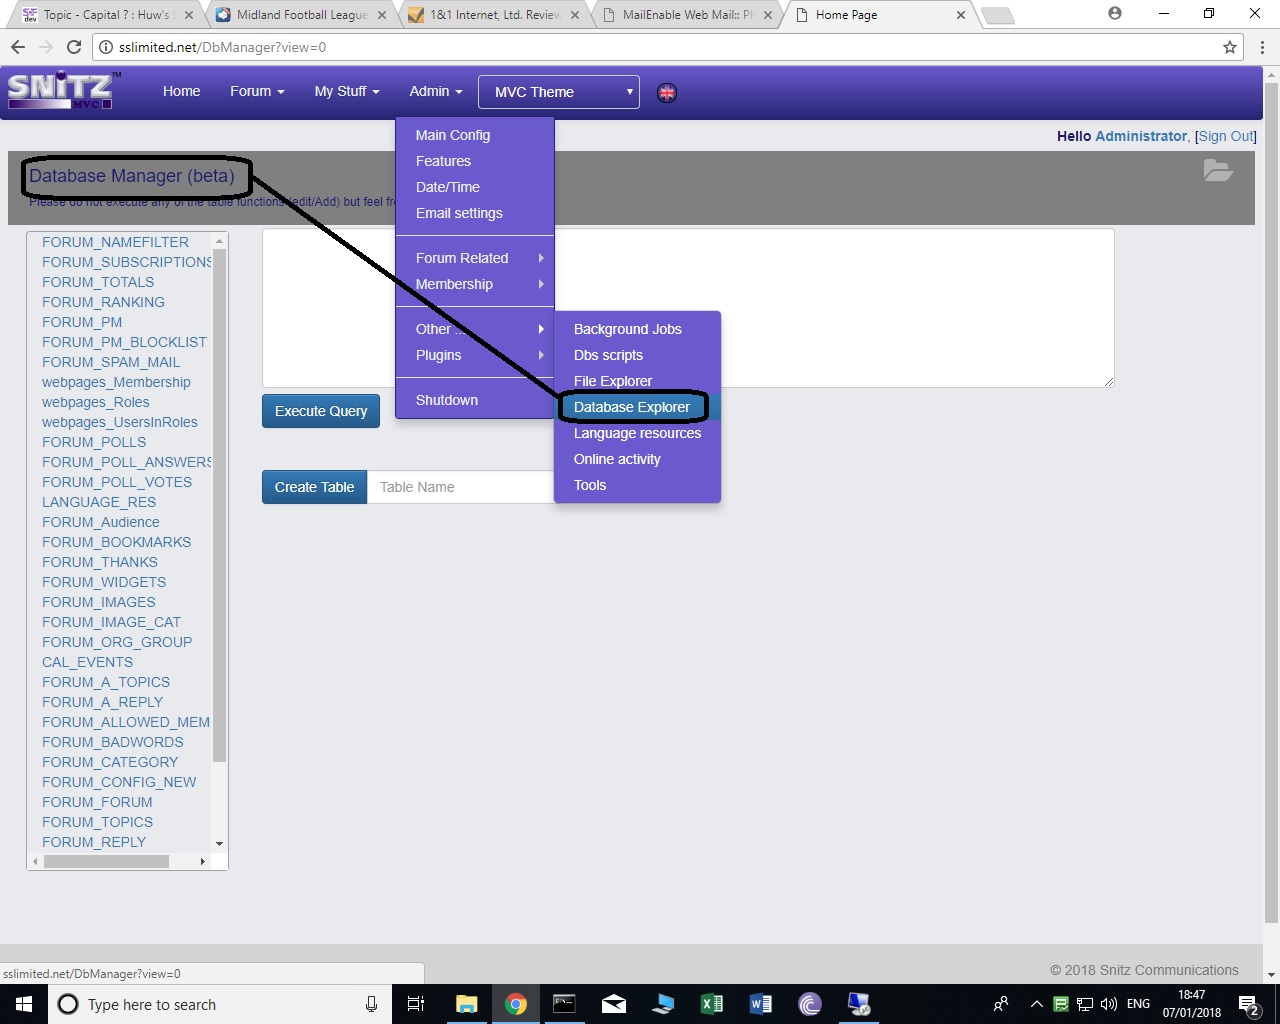 Topic - Capital ? : Huw's
Midland Football League
1&1 Internet, Ltd. Review
MailEnable Web Mail:: P
Home Page
sslimited.net/DbManager?view=0
SNiTZ™
MVC
Home
Forum
My Stuff
Admin
MVC Theme
Hello Administrator, [Sign Out]
Database Manager (beta)
Please do not execute any of the table functions (edit/Add) but feel fr
Main Config
Features
Date/Time
Email settings
Forum Related
Membership
Other ..
Plugins
Shutdown
Background Jobs
Dbs scripts
File Explorer
Database Explorer
Language resources
Online activity
Tools
FORUM_NAMEFILTER
FORUM_SUBSCRIPTIONS
FORUM_TOTALS
FORUM_RANKING
FORUM_PM
FORUM_PM_BLOCKLIST
FORUM_SPAM_MAIL
webpages_Membership
webpages_Roles
webpages_UsersInRoles
FORUM_POLLS
FORUM_POLL_ANSWERS
FORUM_POLL_VOTES
LANGUAGE_RES
FORUM_Audience
FORUM_BOOKMARKS
FORUM_THANKS
FORUM_WIDGETS
FORUM_IMAGES
FORUM_IMAGE_CAT
FORUM_ORG_GROUP
CAL_EVENTS
FORUM_A_TOPICS
FORUM_A_REPLY
FORUM_ALLOWED_MEM
FORUM_BADWORDS
FORUM_CATEGORY
FORUM_CONFIG_NEW
FORUM_FORUM
FORUM_TOPICS
FORUM_REPLY
Execute Query
Create Table
Table Name
© 2018 Snitz Communications
sslimited.net/DbManager?view=0
Type here to search
ENG
18:47
07/01/2018
2